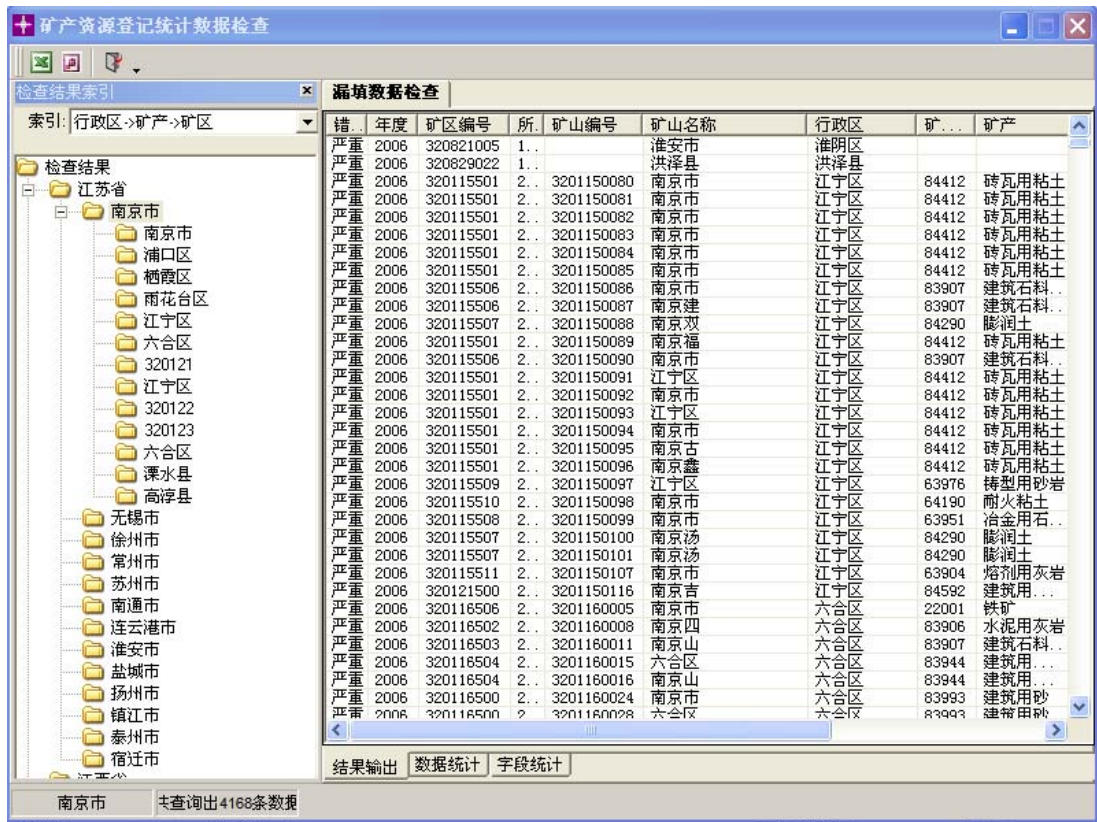 矿产资源登记统计数据检查
检查结果索引
索引: 行政区->矿产->矿区
检查结果
江苏省
南京市
南京市
浦口区
栖霞区
雨花台区
江宁区
六合区
320121
江宁区
320122
320123
六合区
溧水县
高淳县
无锡市
徐州市
常州市
苏州市
南通市
连云港市
淮安市
盐城市
扬州市
镇江市
泰州市
宿迁市
江西省
漏填数据检查
错.. 年度 矿区编号 所.. 矿山编号 矿山名称 行政区 矿... 矿产
严重 2006 320821005 1.. 淮安市 淮阴区
严重 2006 320829022 1.. 洪泽县 洪泽县
严重 2006 320115501 2.. 3201150080 南京市 江宁区 84412 砖瓦用粘土
严重 2006 320115501 2.. 3201150081 南京市 江宁区 84412 砖瓦用粘土
严重 2006 320115501 2.. 3201150082 南京市 江宁区 84412 砖瓦用粘土
严重 2006 320115501 2.. 3201150083 南京市 江宁区 84412 砖瓦用粘土
严重 2006 320115501 2.. 3201150084 南京市 江宁区 84412 砖瓦用粘土
严重 2006 320115501 2.. 3201150085 南京市 江宁区 84412 砖瓦用粘土
严重 2006 320115506 2.. 3201150086 南京市 江宁区 83907 建筑石料..
严重 2006 320115506 2.. 3201150087 南京建 江宁区 83907 建筑石料..
严重 2006 320115507 2.. 3201150088 南京双 江宁区 84290 膨润土
严重 2006 320115501 2.. 3201150089 南京福 江宁区 84412 砖瓦用粘土
严重 2006 320115506 2.. 3201150090 南京市 江宁区 83907 建筑石料..
严重 2006 320115501 2.. 3201150091 江宁区 江宁区 84412 砖瓦用粘土
严重 2006 320115501 2.. 3201150092 南京市 江宁区 84412 砖瓦用粘土
严重 2006 320115501 2.. 3201150093 江宁区 江宁区 84412 砖瓦用粘土
严重 2006 320115501 2.. 3201150094 南京市 江宁区 84412 砖瓦用粘土
严重 2006 320115501 2.. 3201150095 南京古 江宁区 84412 砖瓦用粘土
严重 2006 320115501 2.. 3201150096 南京鑫 江宁区 84412 砖瓦用粘土
严重 2006 320115509 2.. 3201150097 江宁区 江宁区 63976 铸型用砂岩
严重 2006 320115510 2.. 3201150098 南京市 江宁区 64190 耐火粘土
严重 2006 320115508 2.. 3201150099 南京市 江宁区 63951 冶金用石..
严重 2006 320115507 2.. 3201150100 南京汤 江宁区 84290 膨润土
严重 2006 320115507 2.. 3201150101 南京汤 江宁区 84290 膨润土
严重 2006 320115511 2.. 3201150107 南京市 江宁区 63904 熔剂用灰岩
严重 2006 320121500 2.. 3201150116 南京吉 江宁区 84592 建筑用...
严重 2006 320116506 2.. 3201160005 南京市 六合区 22001 铁矿
严重 2006 320116502 2.. 3201160008 南京四 六合区 83906 水泥用灰岩
严重 2006 320116503 2.. 3201160011 南京山 六合区 83907 建筑石料..
严重 2006 320116504 2.. 3201160015 六合区 六合区 83944 建筑用...
严重 2006 320116504 2.. 3201160016 南京山 六合区 83944 建筑用...
严重 2006 320116500 2.. 3201160024 南京市 六合区 83993 建筑用砂
严重 2006 320116500 2 3201160028 六合区 六合区 83993 建筑用砂
结果输出 数据统计 字段统计
南京市 共查询出4168条数据